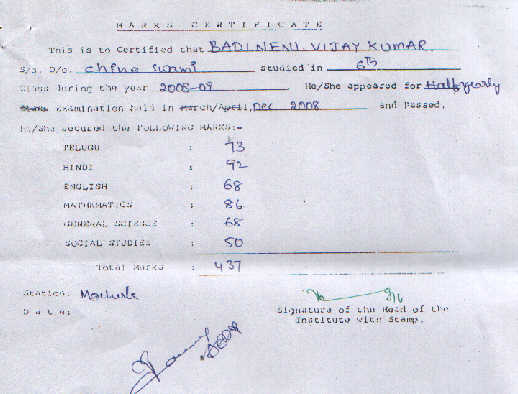 MARKS CERTIFICATE
This is to Certified that BADINENI VIJAY KUMAR
S/o. D/o. China swami studied in 6th
Class During the year 2008-09 He/She appeared for Halfyearly
Examination held in March/April, Dec 2008 and Passed.
He/She secured the FOLLOWING MARKS:-
TELUGU : 73
HINDI : 92
ENGLISH : 68
MATHEMATICS : 86
GENERAL SCIENCE : 68
SOCIAL STUDIES : 50
Total Marks : 437
Station: Macherla
Date:
Signature of the Head of the
Institute with Stamp.